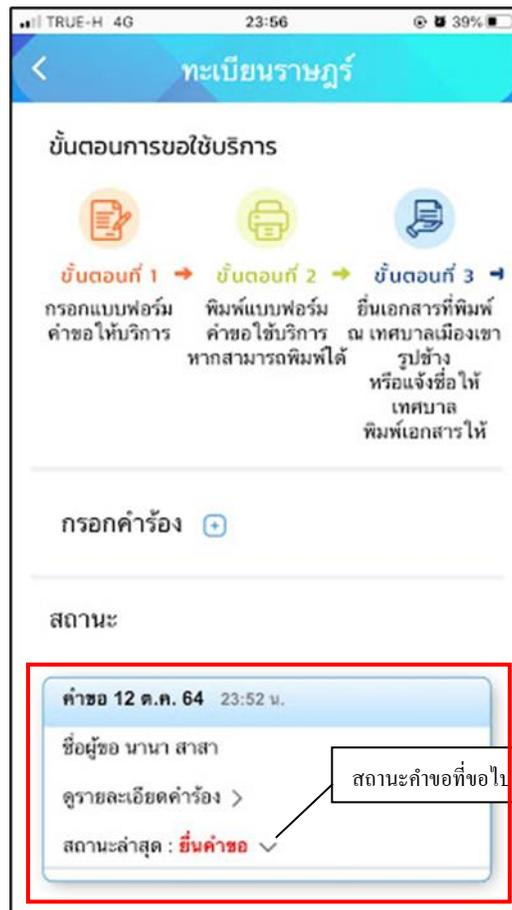 TRUE-H 4G 23:56 39%
ทะเบียนราษฎร์
ขั้นตอนการขอใช้บริการ
ขั้นตอนที่ 1
กรอกแบบฟอร์ม
คำขอให้บริการ
ขั้นตอนที่ 2
พิมพ์แบบฟอร์ม
คำขอใช้บริการ
หากสามารถพิมพ์ได้
ขั้นตอนที่ 3
ยื่นเอกสารที่พิมพ์
ณ เทศบาลเมืองเขา
รูปช้าง
หรือแจ้งชื่อให้
เทศบาล
พิมพ์เอกสารให้
กรอกคำร้อง
สถานะ
คำขอ 12 ต.ค. 64 23:52 น.
ชื่อผู้ขอ นานา สาสา
ดูรายละเอียดคำร้อง >
สถานะล่าสุด : ยื่นคำขอ
สถานะคำขอที่ขอไป